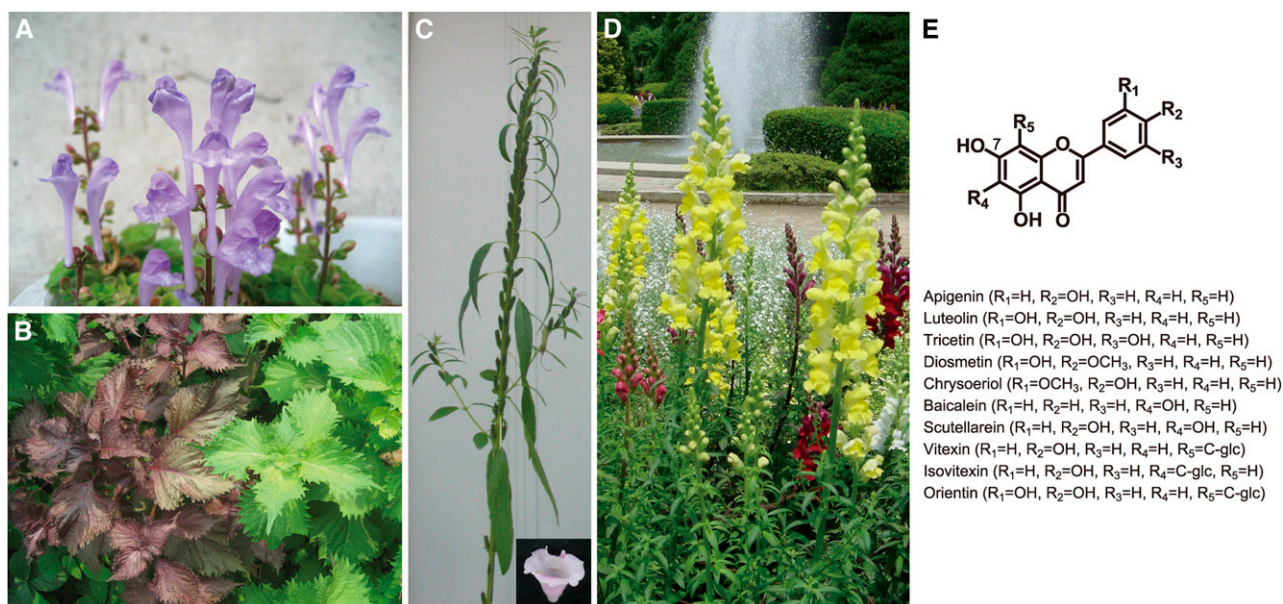 A
B
C
D
E
R₁
R₂
R₃
R₅
7
HO
O
R₄
OH
O
Apigenin (R₁=H, R₂=OH, R₃=H, R₄=H, R₅=H)
Luteolin (R₁=OH, R₂=OH, R₃=H, R₄=H, R₅=H)
Tricetin (R₁=OH, R₂=OH, R₃=OH, R₄=H, R₅=H)
Diosmetin (R₁=OH, R₂=OCH₃, R₃=H, R₄=H, R₅=H)
Chrysoeriol (R₁=OCH₃, R₂=OH, R₃=H, R₄=H, R₅=H)
Baicalein (R₁=H, R₂=H, R₃=H, R₄=OH, R₅=H)
Scutellarein (R₁=H, R₂=OH, R₃=H, R₄=OH, R₅=H)
Vitexin (R₁=H, R₂=OH, R₃=H, R₄=H, R₅=C-glc)
Isovitexin (R₁=H, R₂=OH, R₃=H, R₄=C-glc, R₅=H)
Orientin (R₁=OH, R₂=OH, R₃=H, R₄=H, R₅=C-glc)